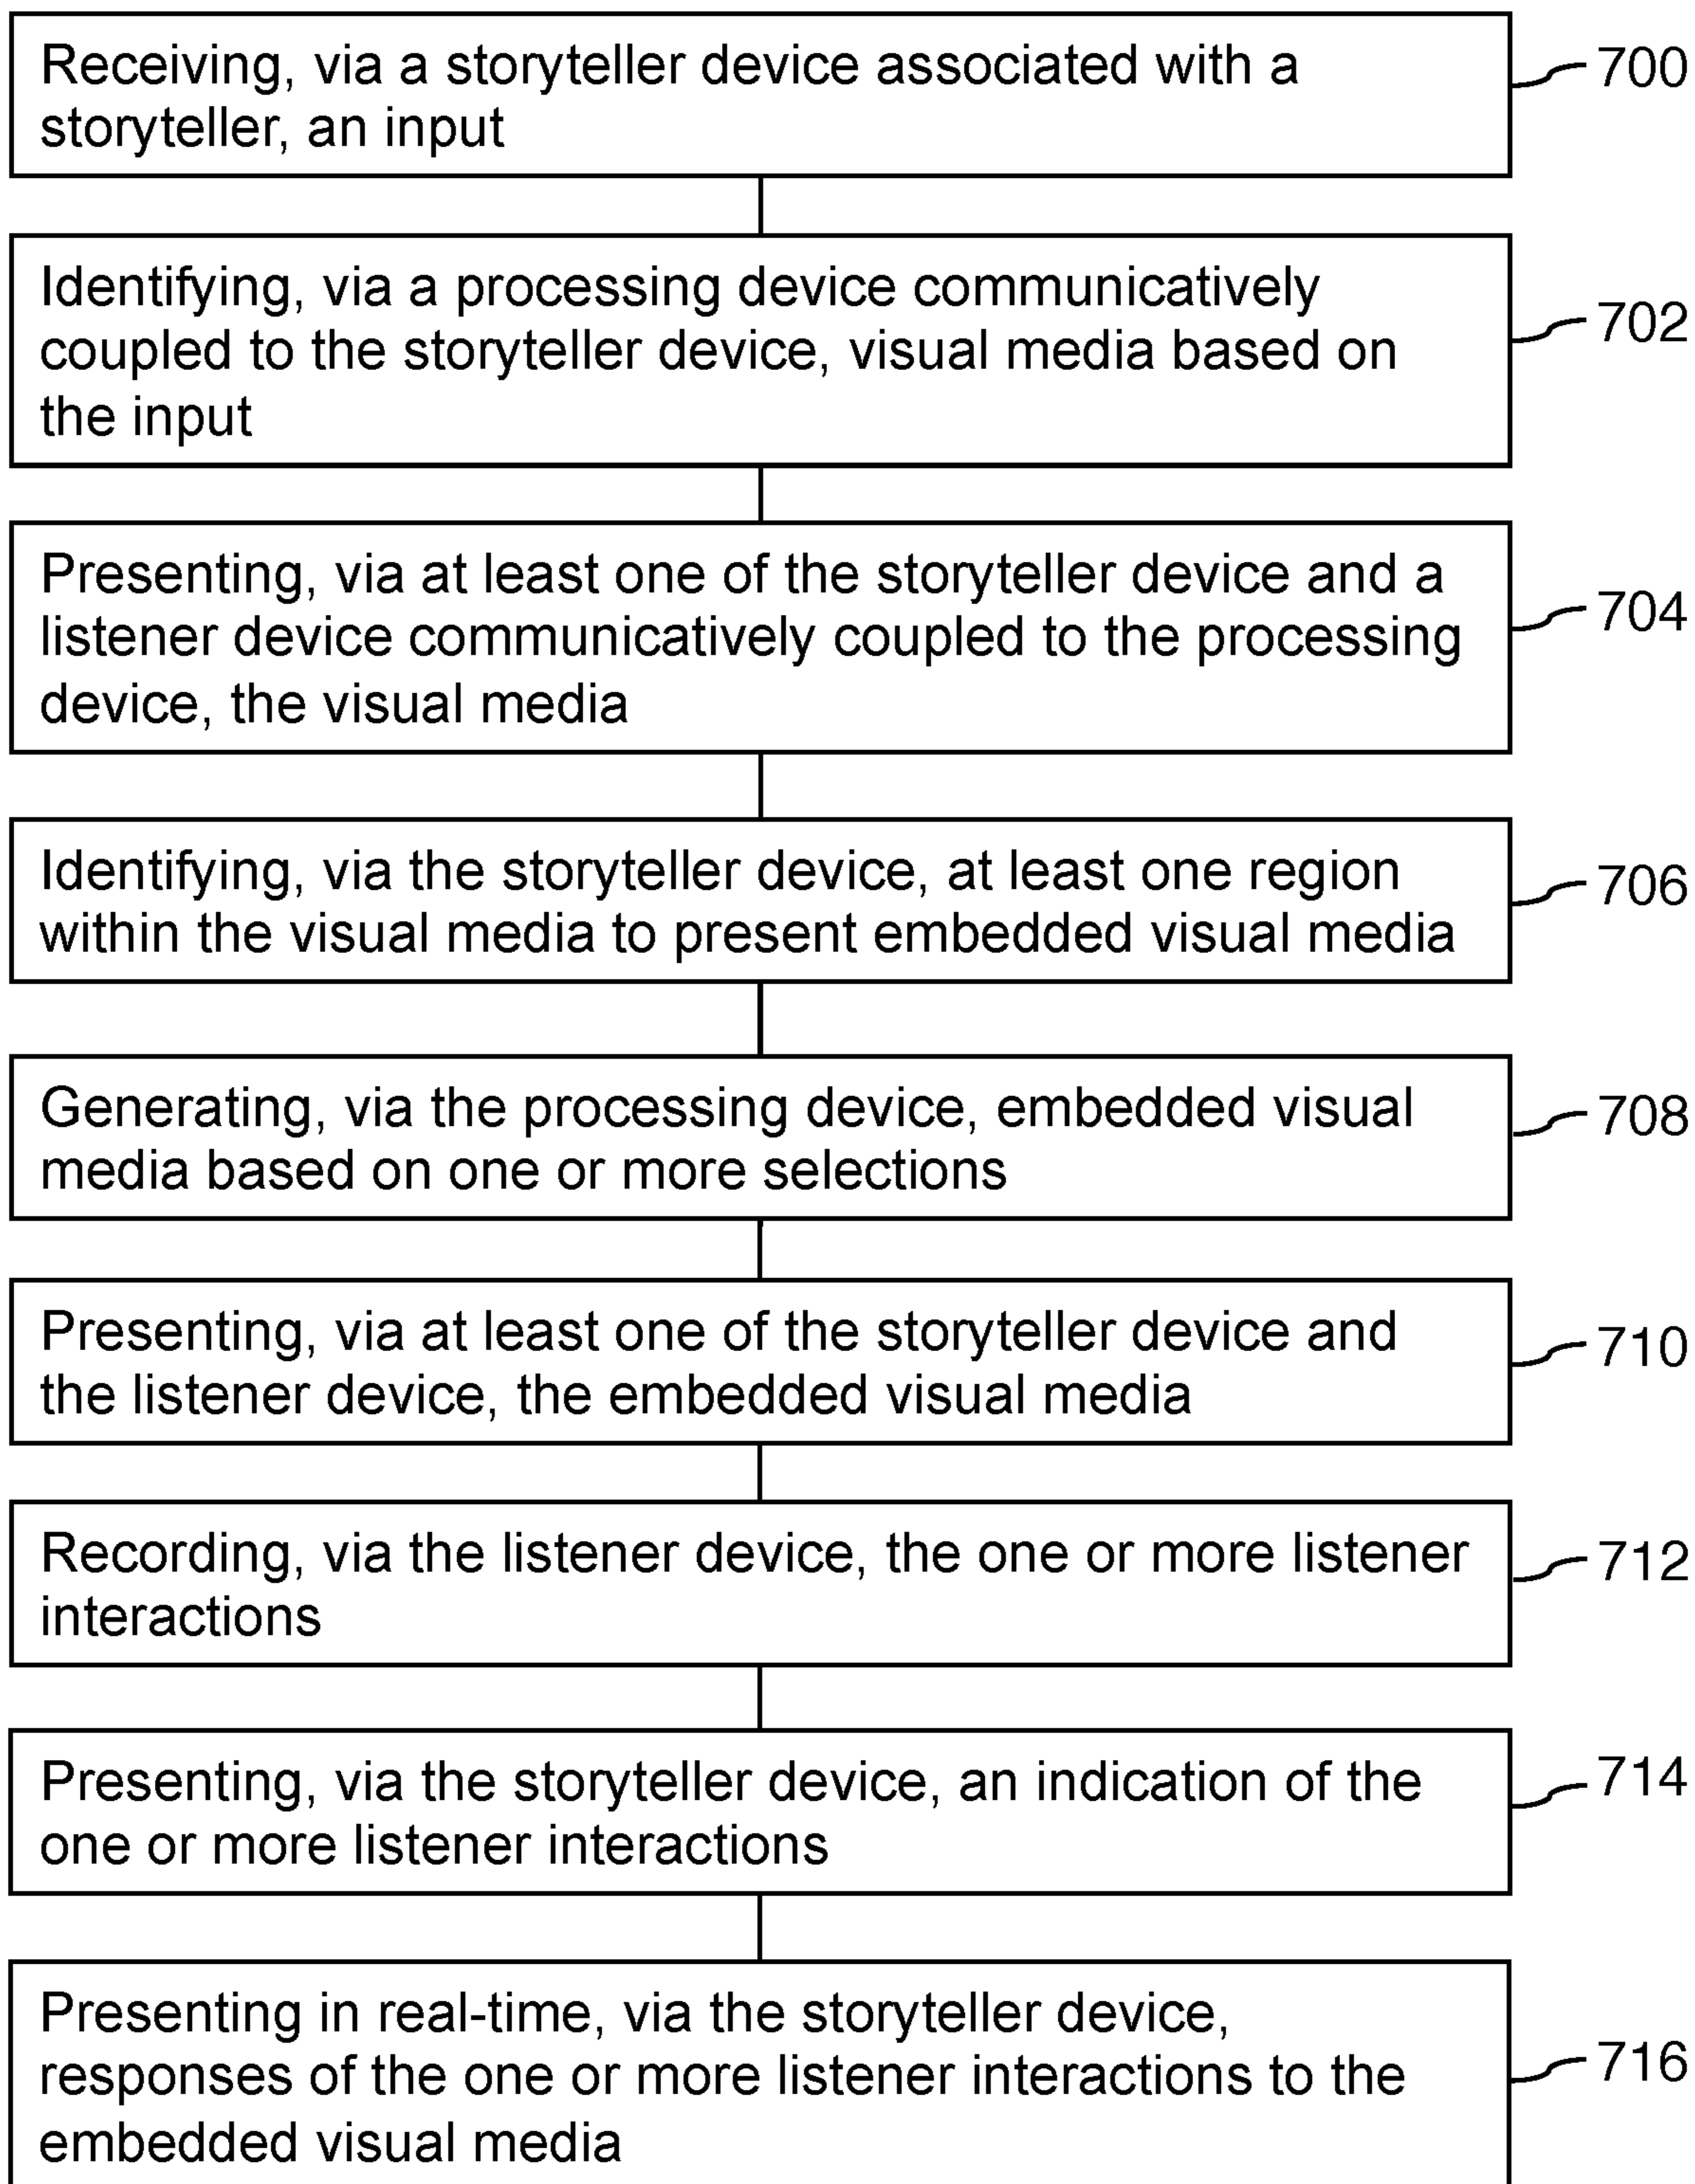 Receiving, via a storyteller device associated with a
storyteller, an input
700
Identifying, via a processing device communicatively
coupled to the storyteller device, visual media based on
the input
702
Presenting, via at least one of the storyteller device and a
listener device communicatively coupled to the processing
device, the visual media
704
Identifying, via the storyteller device, at least one region
within the visual media to present embedded visual media
706
Generating, via the processing device, embedded visual
media based on one or more selections
708
Presenting, via at least one of the storyteller device and
the listener device, the embedded visual media
710
Recording, via the listener device, the one or more listener
interactions
712
Presenting, via the storyteller device, an indication of the
one or more listener interactions
714
Presenting in real-time, via the storyteller device,
responses of the one or more listener interactions to the
embedded visual media
716